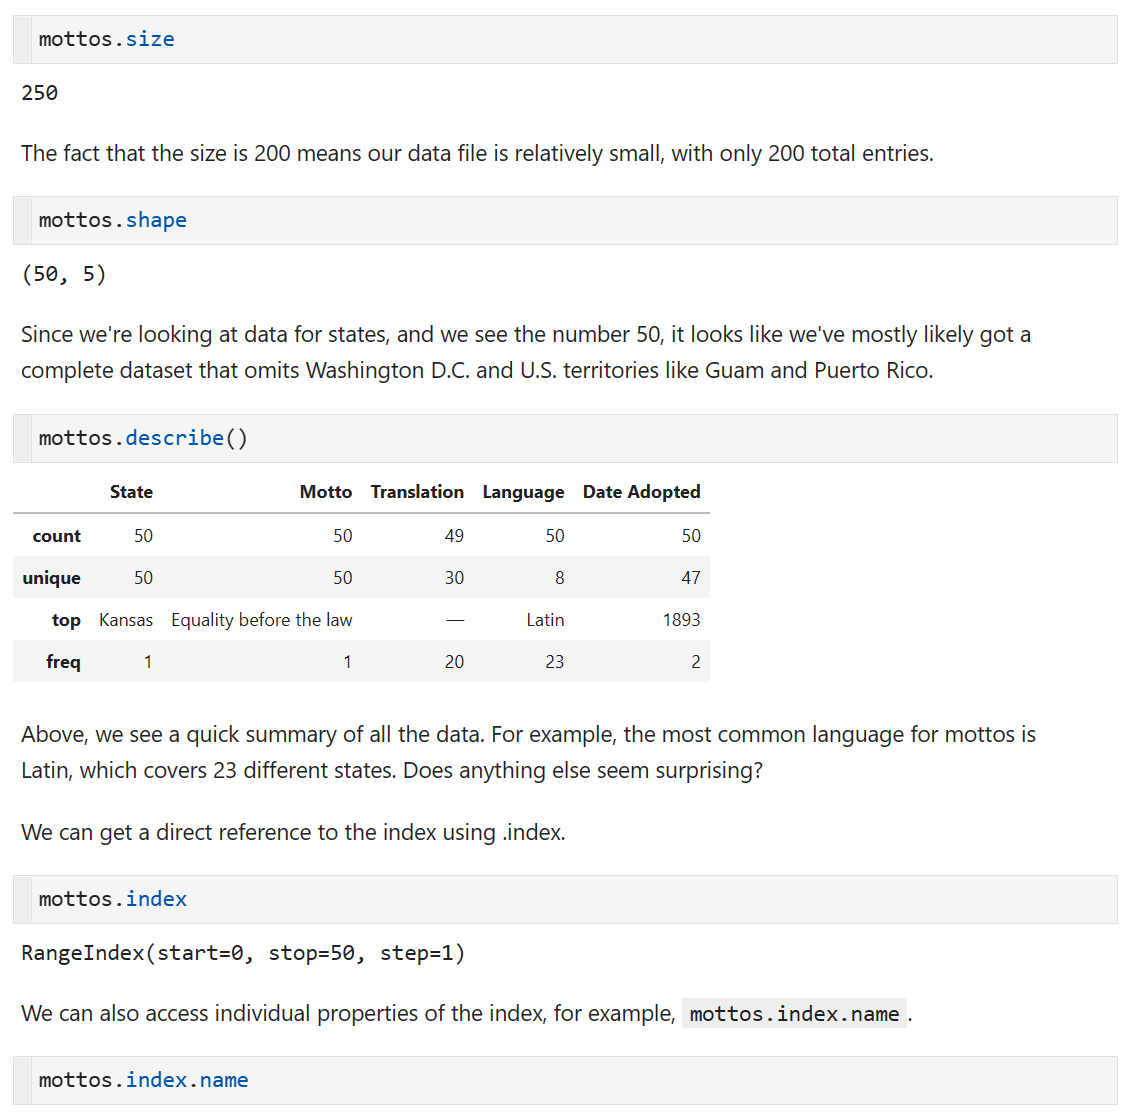 mottos.size
250
The fact that the size is 200 means our data file is relatively small, with only 200 total entries.
mottos.shape
(50, 5)
Since we're looking at data for states, and we see the number 50, it looks like we've mostly likely got a
complete dataset that omits Washington D.C. and U.S. territories like Guam and Puerto Rico.
mottos.describe()
State Motto Translation Language Date Adopted
count 50 50 49 50 50
unique 50 50 30 8 47
top Kansas Equality before the law — Latin 1893
freq 1 1 20 23 2
Above, we see a quick summary of all the data. For example, the most common language for mottos is
Latin, which covers 23 different states. Does anything else seem surprising?
We can get a direct reference to the index using .index.
mottos.index
RangeIndex(start=0, stop=50, step=1)
We can also access individual properties of the index, for example, mottos.index.name.
mottos.index.name